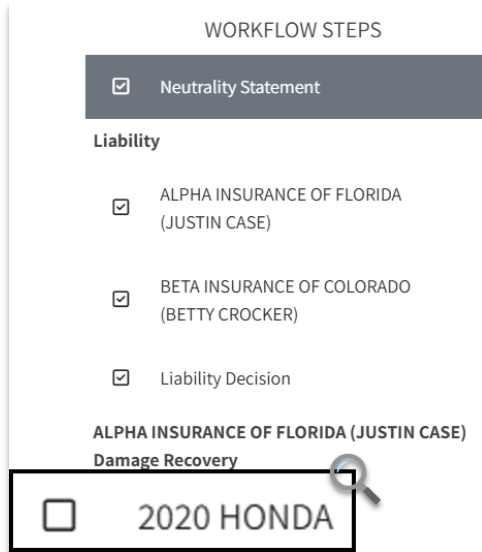 WORKFLOW STEPS
Neutrality Statement
Liability
ALPHA INSURANCE OF FLORIDA
(JUSTIN CASE)
BETA INSURANCE OF COLORADO
(BETTY CROCKER)
Liability Decision
ALPHA INSURANCE OF FLORIDA (JUSTIN CASE)
Damage Recovery
2020 HONDA